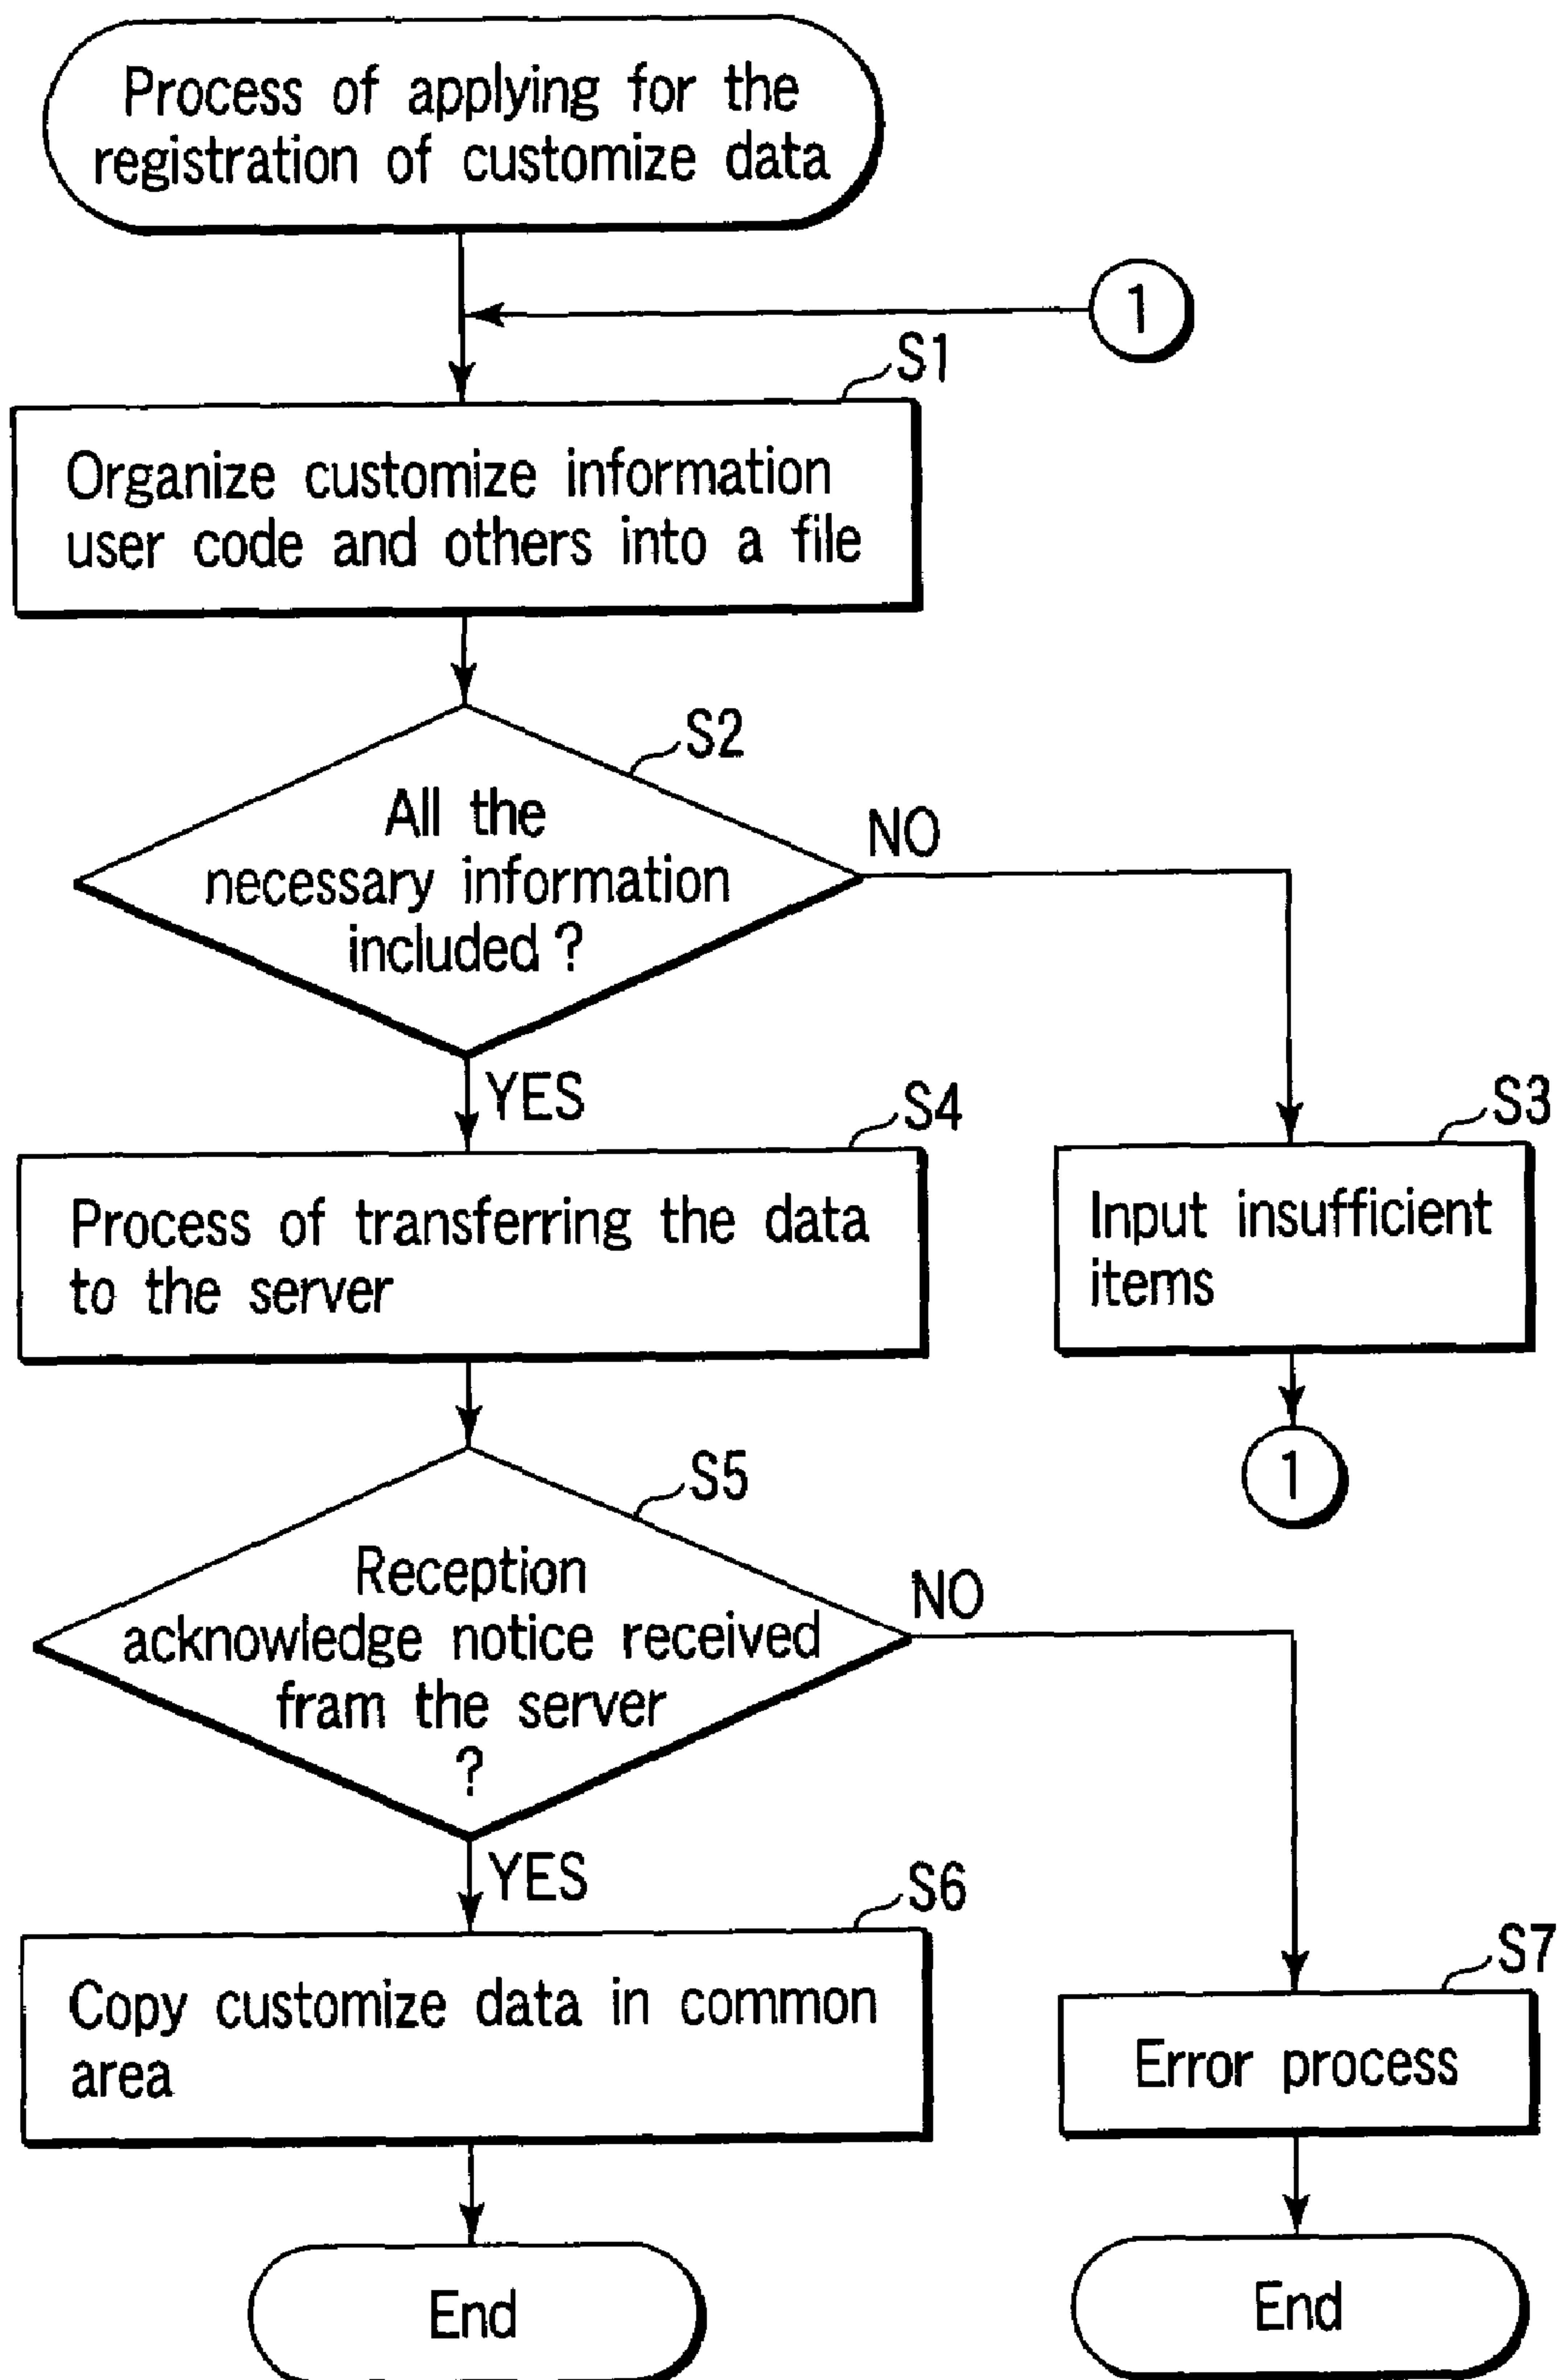 Process of applying for the
registration of customize data
1
S1
Organize customize information
user code and others into a file
S2
All the
necessary information
included ?
NO
YES
S4
Process of transferring the data
to the server
S3
Input insufficient
items
1
S5
Reception
acknowledge notice received
fram the server
?
NO
YES
S6
Copy customize data in common
area
S7
Error process
End
End